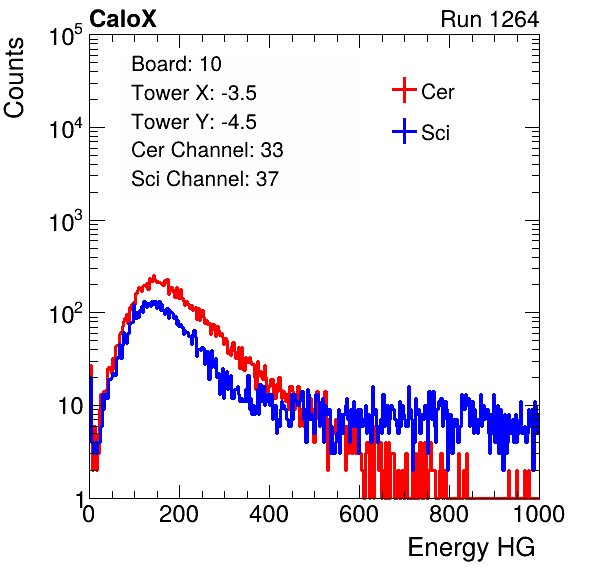 CaloX Run 1264
Counts
10^5
10^4
10^3
10^2
10
1
Board: 10
Tower X: -3.5
Tower Y: -4.5
Cer Channel: 33
Sci Channel: 37
Cer
Sci
0 200 400 600 800 1000
Energy HG